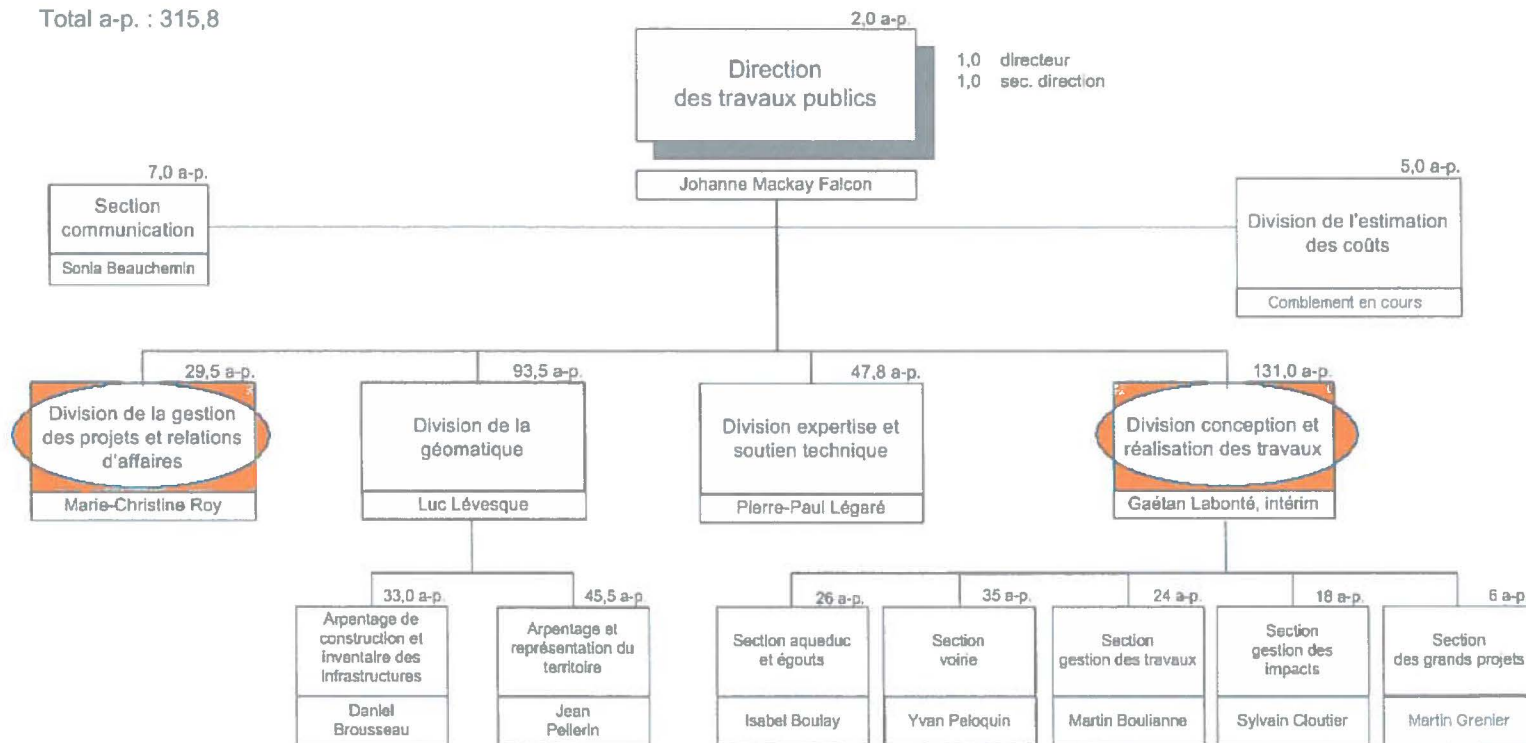 Total a-p. : 315,8
2,0 a-p.
Direction
des travaux publics
1,0 directeur
1,0 sec. direction
Johanne Mackay Falcon
7,0 a-p.
Section
communication
Sonia Beauchemin
5,0 a-p.
Division de l'estimation
des coûts
Comblement en cours
29,5 a-p.
Division de la gestion
des projets et relations
d'affaires
Marie-Christine Roy
93,5 a-p.
Division de la
géomatique
Luc Lévesque
47,8 a-p.
Division expertise et
soutien technique
Pierre-Paul Légaré
131,0 a-p.
Division conception et
réalisation des travaux
Gaétan Labonté, intérim
33,0 a-p.
Arpentage de
construction et
inventaire des
infrastructures
Daniel
Brousseau
45,5 a-p.
Arpentage et
représentation du
territoire
Jean
Pellerin
26 a-p.
Section aqueduc
et égouts
Isabel Boulay
35 a-p.
Section
voirie
Yvan Péloquin
24 a-p.
Section
gestion des travaux
Martin Boulianne
18 a-p.
Section
gestion des
impacts
Sylvain Cloutier
6 a-p.
Section
des grands projets
Martin Grenier